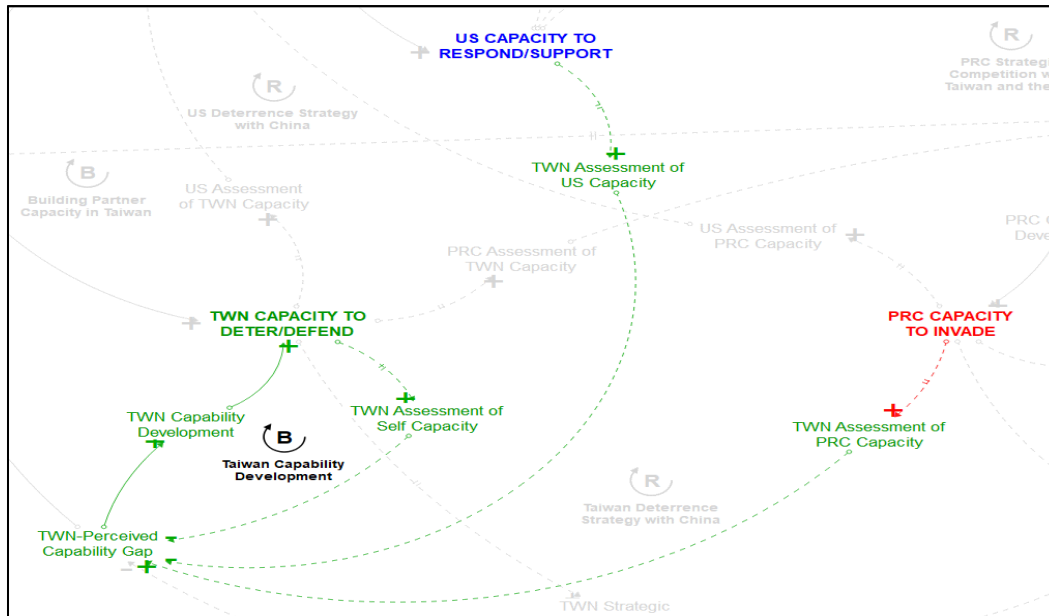 US CAPACITY TO
RESPOND/SUPPORT
R
PRC Strategic
Competition w
Taiwan and the
R
US Deterrence Strategy
with China
TWN Assessment of
US Capacity
B
Building Partner
Capacity in Taiwan
US Assessment
of TWN Capacity
PRC Assessment of
TWN Capacity
US Assessment
of PRC Capacity
PRC
Deve
TWN CAPACITY TO
DETER/DEFEND
PRC CAPACITY
TO INVADE
TWN Capability
Development
TWN Assessment of
Self Capacity
TWN Assessment of
PRC Capacity
B
Taiwan Capability
Development
R
Taiwan Deterrence
Strategy with China
TWN-Perceived
Capability Gap
TWN Strategic